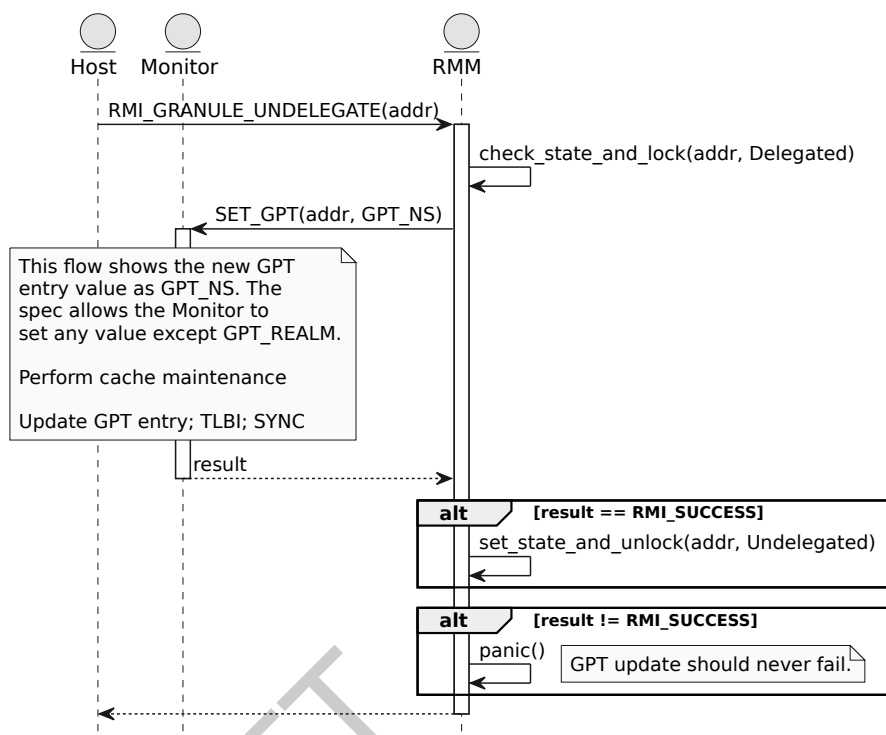 Host Monitor RMM
RMI_GRANULE_UNDELEGATE(addr)
check_state_and_lock(addr, Delegated)
SET_GPT(addr, GPT_NS)
This flow shows the new GPT
entry value as GPT_NS. The
spec allows the Monitor to
set any value except GPT_REALM.
Perform cache maintenance
Update GPT entry; TLBI; SYNC
result
alt [result == RMI_SUCCESS]
set_state_and_unlock(addr, Undelegated)
alt [result != RMI_SUCCESS]
panic()
GPT update should never fail.